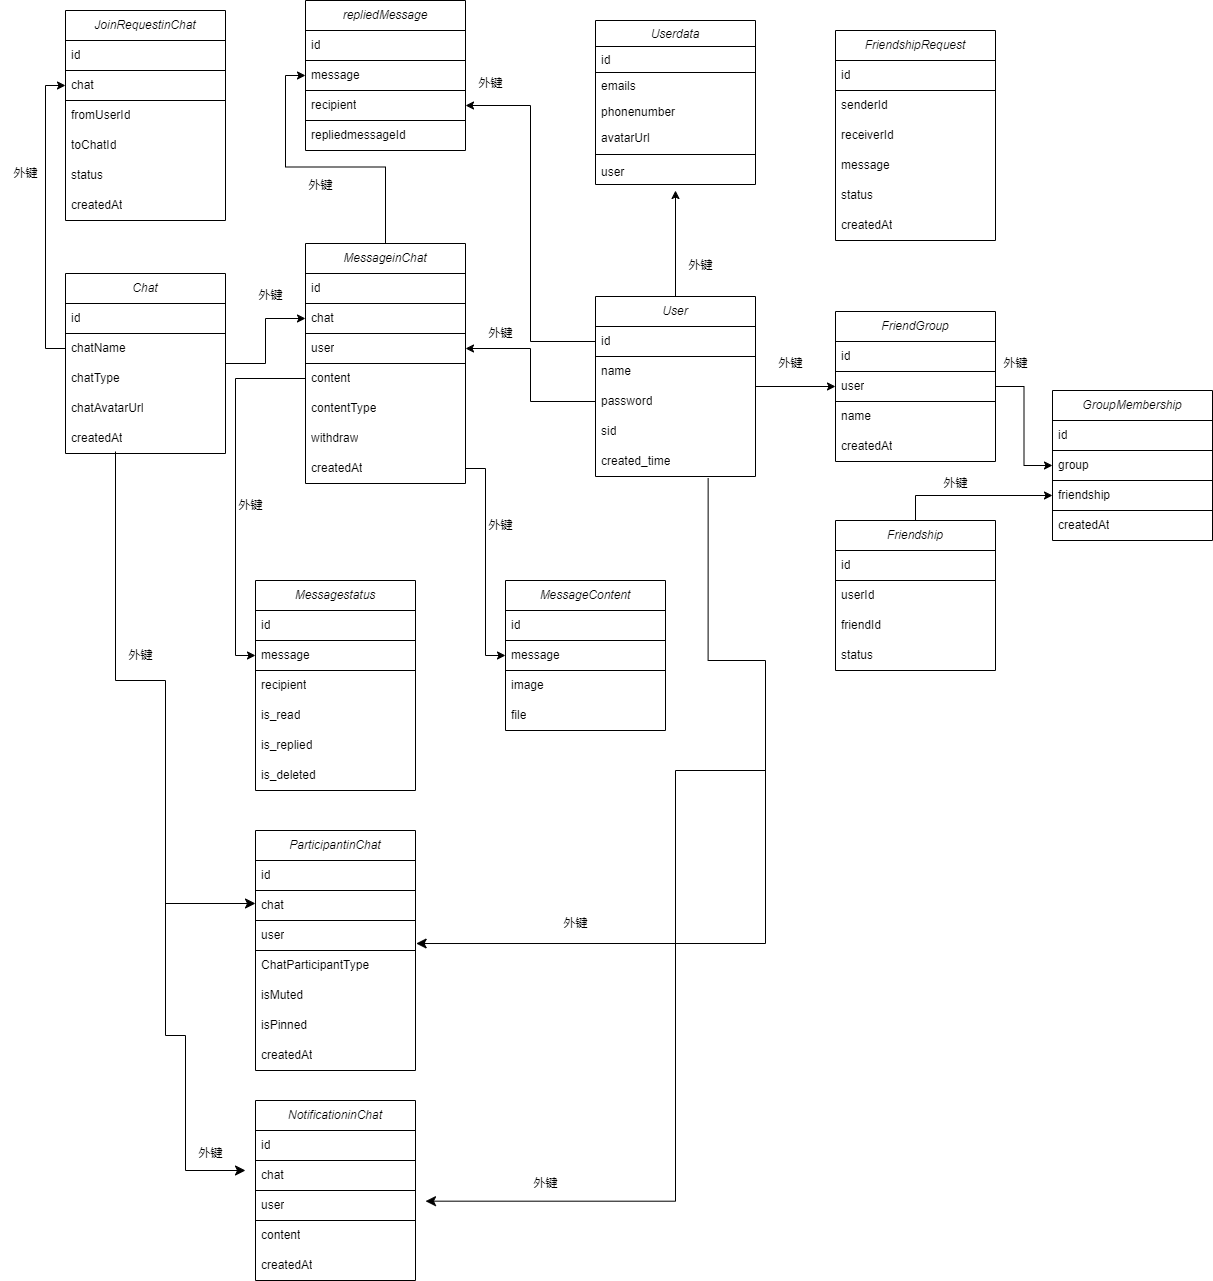 JoinRequestinChat
id
chat
fromUserId
toChatId
status
createdAt
repliedMessage
id
message
recipient
repliedmessageId
Userdata
id
emails
phonenumber
avatarUrl
user
FriendshipRequest
id
senderId
receiverId
message
status
createdAt
外键
外键
外键
外键
Chat
id
chatName
chatType
chatAvatarUrl
createdAt
外键
MessageinChat
id
chat
user
content
contentType
withdraw
createdAt
外键
User
id
name
password
sid
created_time
外键
FriendGroup
id
user
name
createdAt
外键
GroupMembership
id
group
friendship
createdAt
外键
Friendship
id
userId
friendId
status
外键
外键
Messagestatus
id
message
recipient
is_read
is_replied
is_deleted
MessageContent
id
message
image
file
外键
ParticipantinChat
id
chat
user
ChatParticipantType
isMuted
isPinned
createdAt
外键
NotificationinChat
id
chat
user
content
createdAt
外键
外键